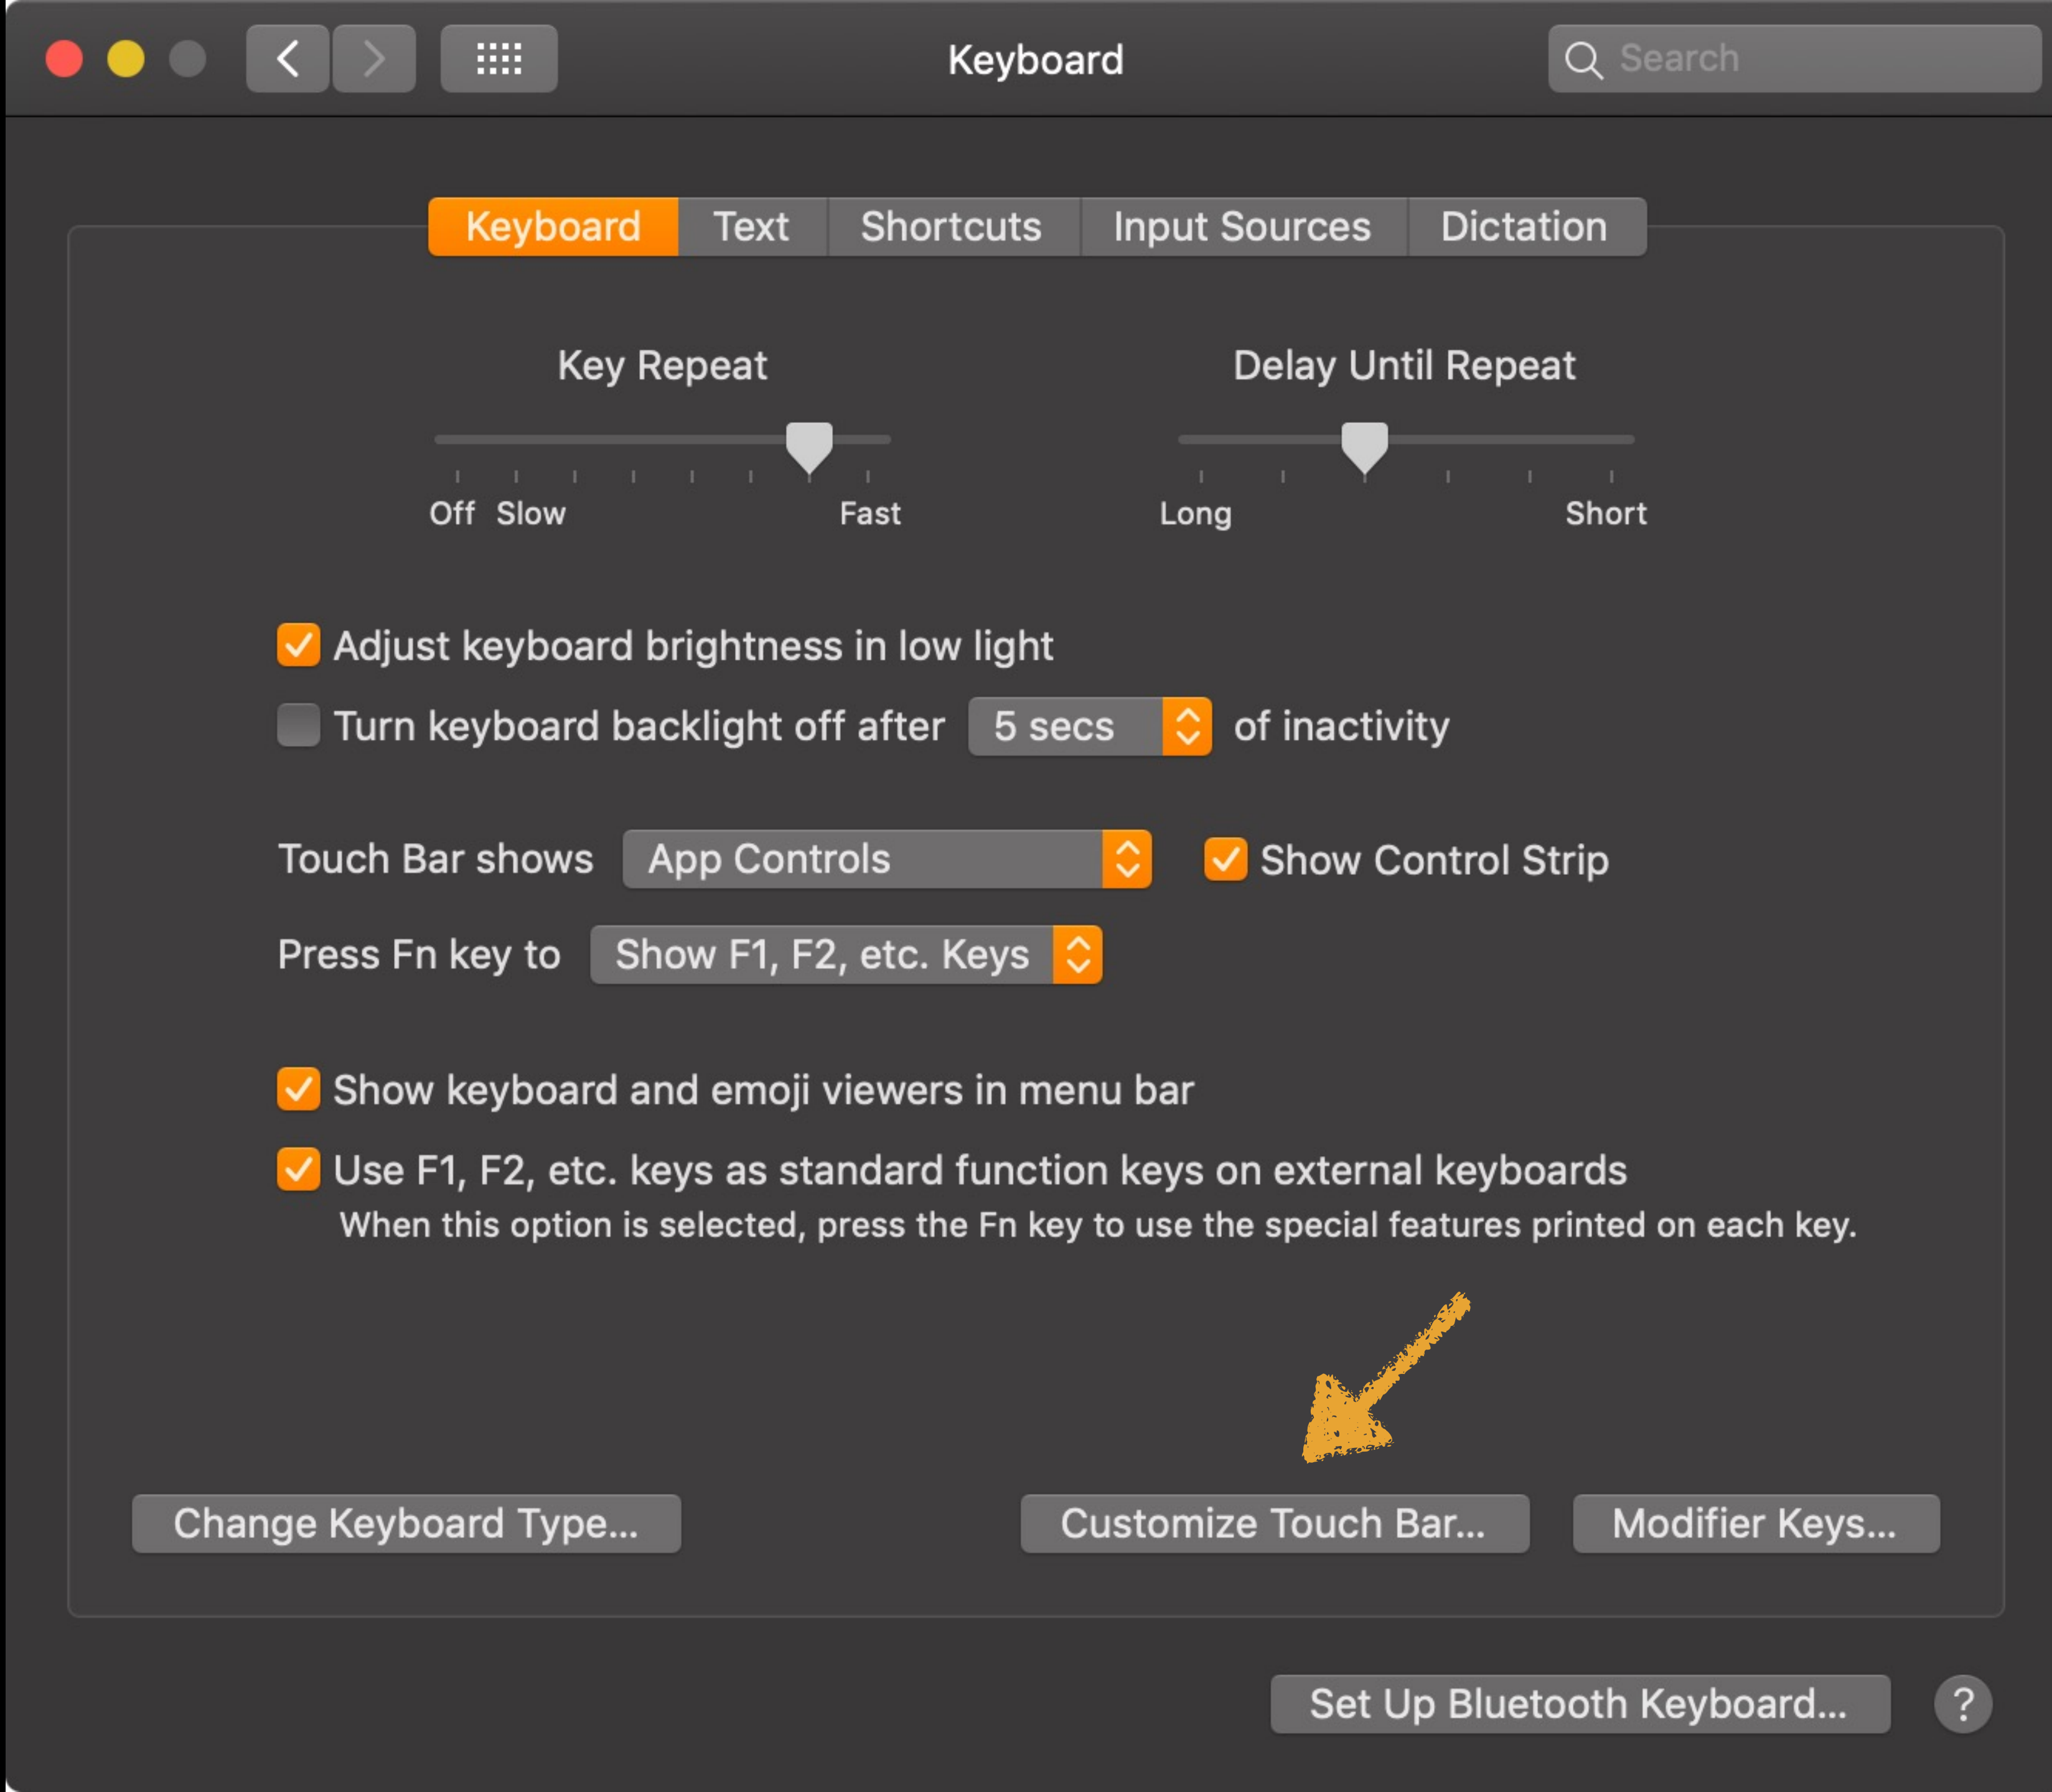 Keyboard
Search
Keyboard Text Shortcuts Input Sources Dictation
Key Repeat Delay Until Repeat
Off Slow Fast Long Short
Adjust keyboard brightness in low light
Turn keyboard backlight off after 5 secs of inactivity
Touch Bar shows App Controls Show Control Strip
Press Fn key to Show F1, F2, etc. Keys
Show keyboard and emoji viewers in menu bar
Use F1, F2, etc. keys as standard function keys on external keyboards
When this option is selected, press the Fn key to use the special features printed on each key.
Change Keyboard Type... Customize Touch Bar... Modifier Keys...
Set Up Bluetooth Keyboard... ?